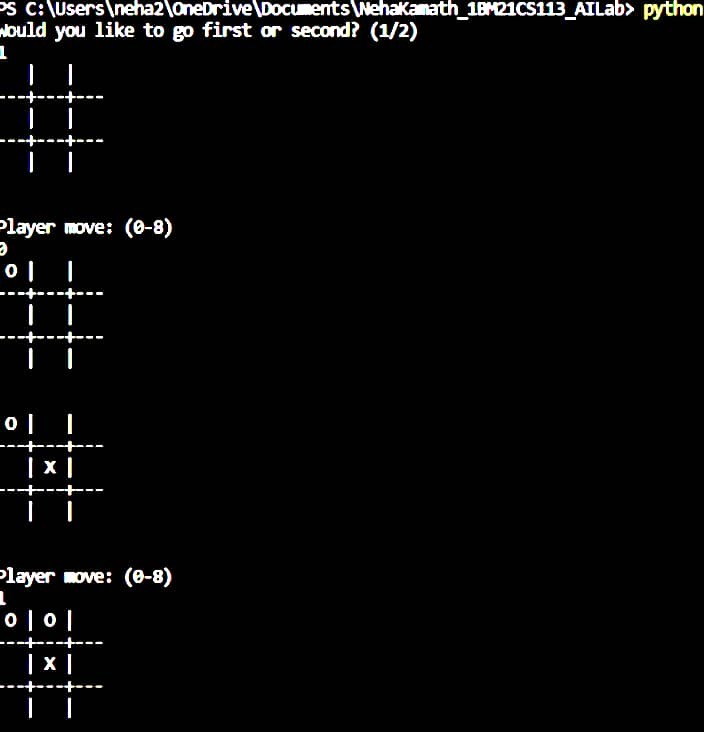 PS C:\Users\neha2\OneDrive\Documents\NehaKamath_1BM21CS113_AILab> python
Would you like to go first or second? (1/2)
1
  |   |
---+---+---
  |   |
---+---+---
  |   |
Player move: (0-8)
0
O |   |
---+---+---
  |   |
---+---+---
  |   |
O |   |
---+---+---
  | X |
---+---+---
  |   |
Player move: (0-8)
1
O | O |
---+---+---
  | X |
---+---+---
  |   |